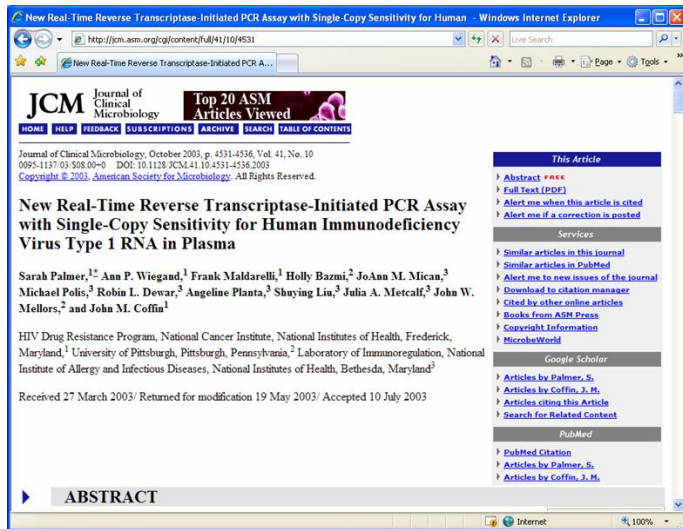 New Real-Time Reverse Transcriptase-Initiated PCR Assay with Single-Copy Sensitivity for Human - Windows Internet Explorer
http://jcm.asm.org/cgi/content/full/41/10/4531
Live Search
New Real-Time Reverse Transcriptase-Initiated PCR A...
Page
Tools
JCM
Journal of
Clinical
Microbiology
Top 20 ASM
Articles Viewed
HOME HELP FEEDBACK SUBSCRIPTIONS ARCHIVE SEARCH TABLE OF CONTENTS
Journal of Clinical Microbiology, October 2003, p. 4531-4536, Vol. 41, No. 10
0095-1137/03/$08.00+0 DOI: 10.1128/JCM.41.10.4531-4536.2003
Copyright © 2003, American Society for Microbiology. All Rights Reserved.
New Real-Time Reverse Transcriptase-Initiated PCR Assay
with Single-Copy Sensitivity for Human Immunodeficiency
Virus Type 1 RNA in Plasma
Sarah Palmer,1* Ann P. Wiegand,1 Frank Maldarelli,1 Holly Bazmi,2 JoAnn M. Mican,3
Michael Polis,3 Robin L. Dewar,3 Angeline Planta,3 Shuying Liu,3 Julia A. Metcalf,3 John W.
Mellors,2 and John M. Coffin1
HIV Drug Resistance Program, National Cancer Institute, National Institutes of Health, Frederick,
Maryland,1 University of Pittsburgh, Pittsburgh, Pennsylvania,2 Laboratory of Immunoregulation, National
Institute of Allergy and Infectious Diseases, National Institutes of Health, Bethesda, Maryland3
Received 27 March 2003/ Returned for modification 19 May 2003/ Accepted 10 July 2003
ABSTRACT
This Article
Abstract FREE
Full Text (PDF)
Alert me when this article is cited
Alert me if a correction is posted
Services
Similar articles in this journal
Similar articles in PubMed
Alert me to new issues of the journal
Download to citation manager
Cited by other online articles
Books from ASM Press
Copyright Information
MicrobeWorld
Google Scholar
Articles by Palmer, S.
Articles by Coffin, J. M.
Articles citing this Article
Search for Related Content
PubMed
PubMed Citation
Articles by Palmer, S.
Articles by Coffin, J. M.
Internet
100%